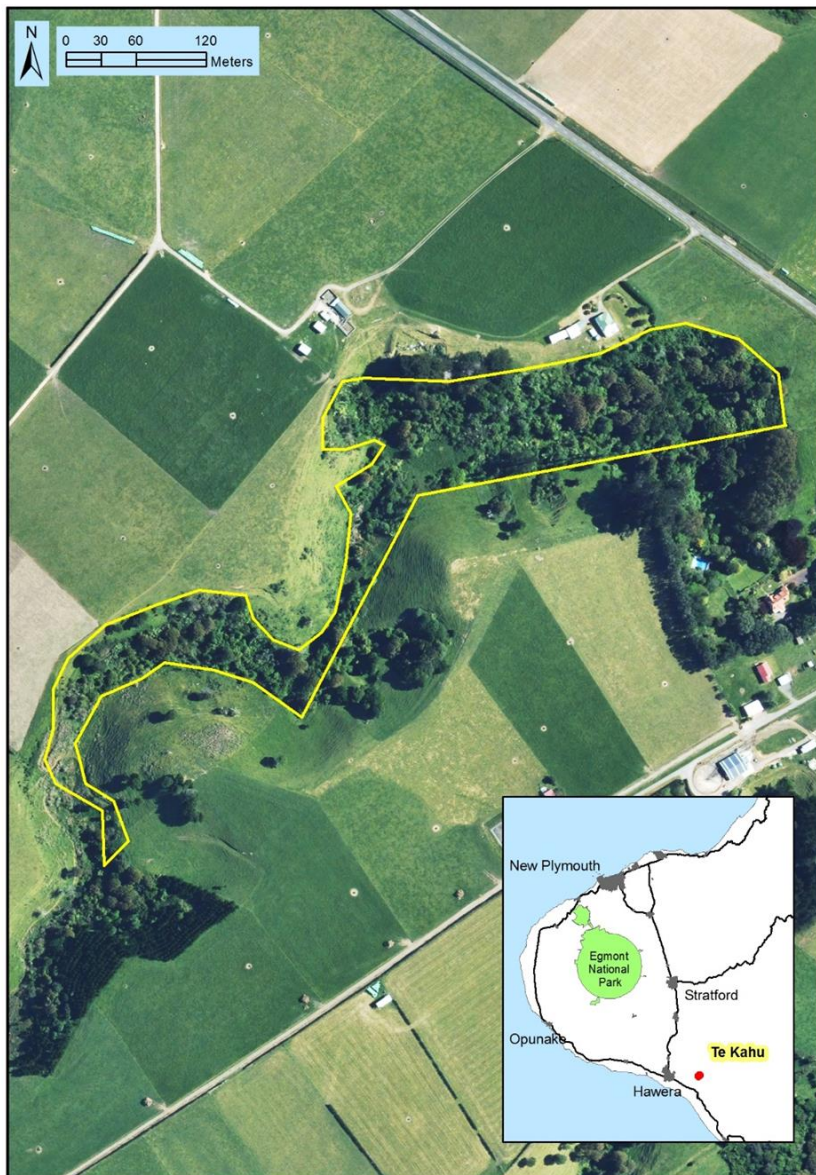 N
0 30 60 120
Meters
New Plymouth
Egmont
National
Park
Stratford
Opunake
Te Kahu
Hawera